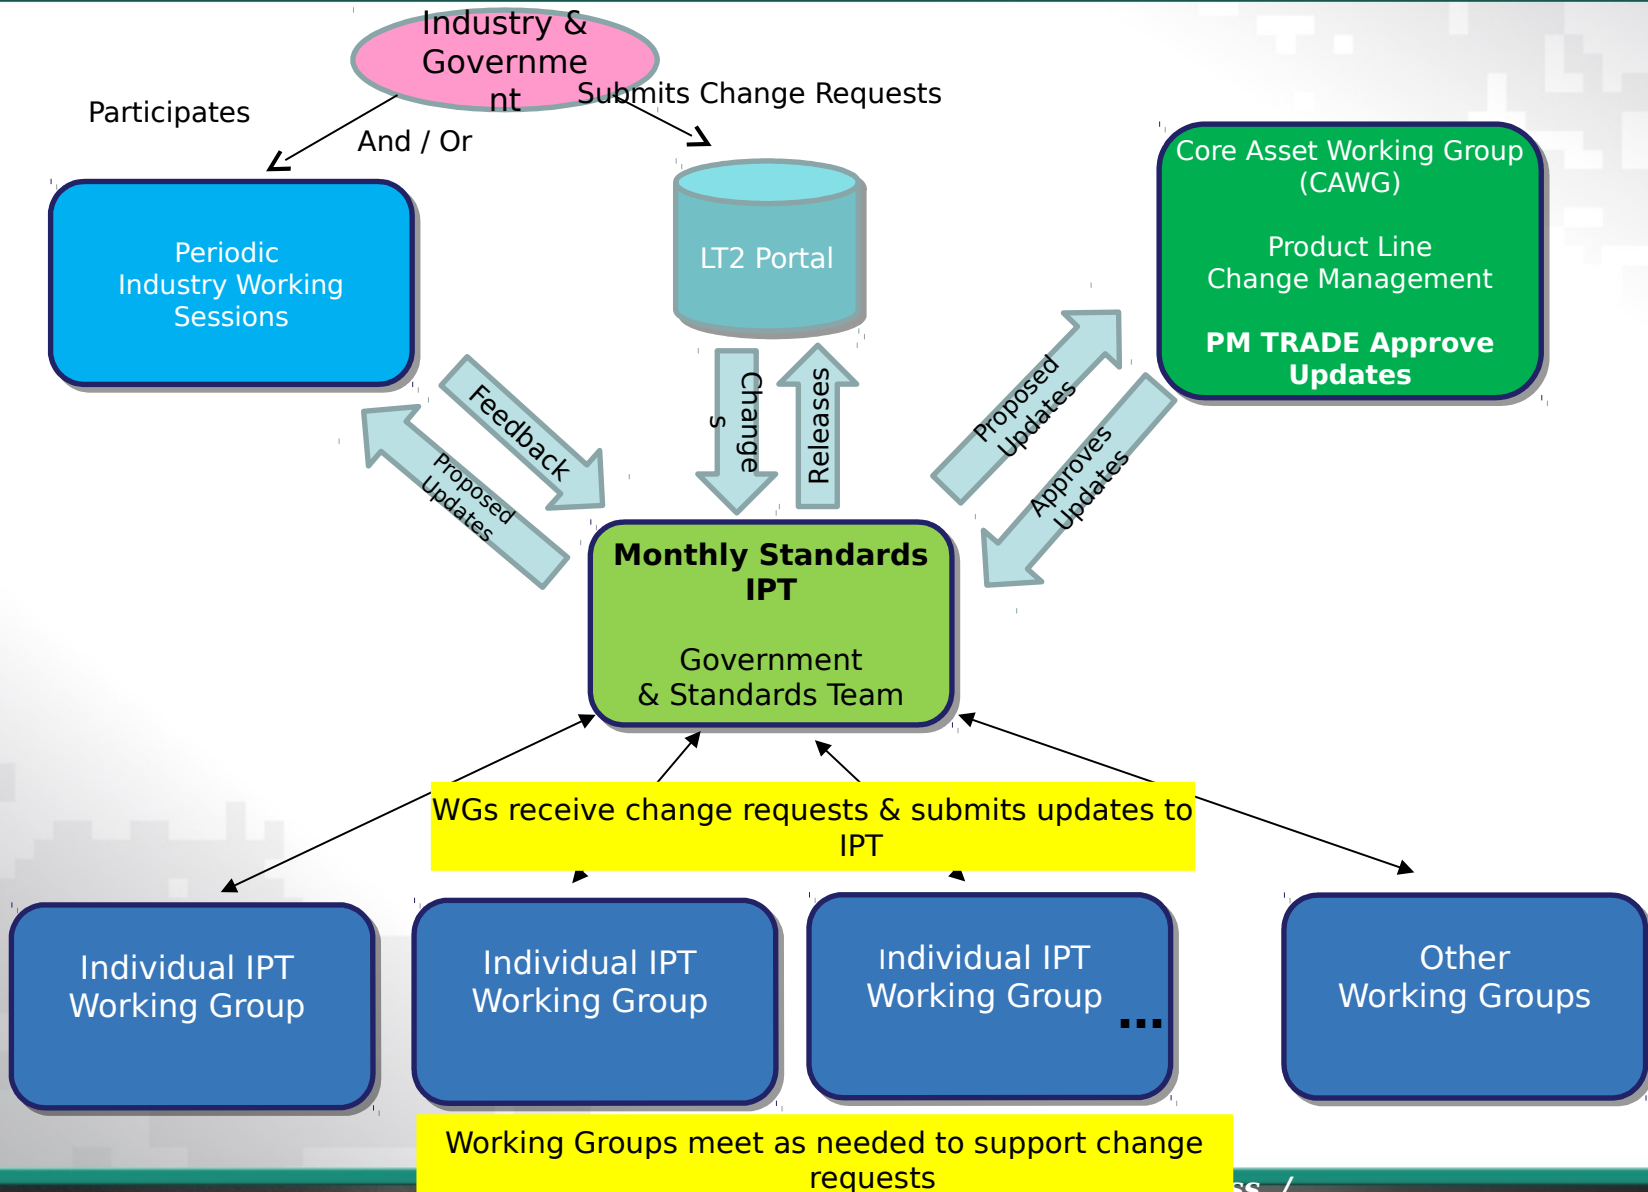 Industry &
Governme
nt
Submits Change Requests
Participates
And / Or
Core Asset Working Group
(CAWG)
Product Line
Change Management
PM TRADE Approve
Updates
Periodic
Industry Working
Sessions
LT2 Portal
Feedback
Proposed
Updates
Change
s
Releases
Proposed
Updates
Approves
Updates
Monthly Standards
IPT
Government
& Standards Team
WGs receive change requests & submits updates to
IPT
Individual IPT
Working Group
Individual IPT
Working Group
Individual IPT
Working Group
...
Other
Working Groups
Working Groups meet as needed to support change
requests